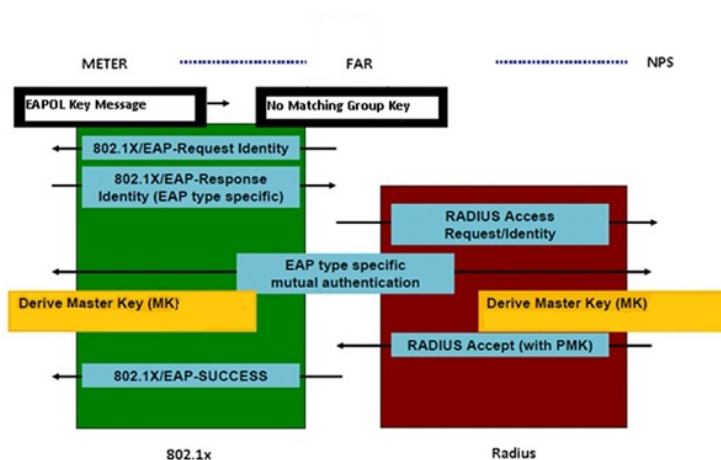 METER
FAR
NPS
EAPOL Key Message
No Matching Group Key
802.1X/EAP-Request Identity
802.1X/EAP-Response
Identity (EAP type specific)
RADIUS Access
Request/Identity
EAP type specific
mutual authentication
Derive Master Key (MK)
Derive Master Key (MK)
RADIUS Accept (with PMK)
802.1X/EAP-SUCCESS
802.1x
Radius